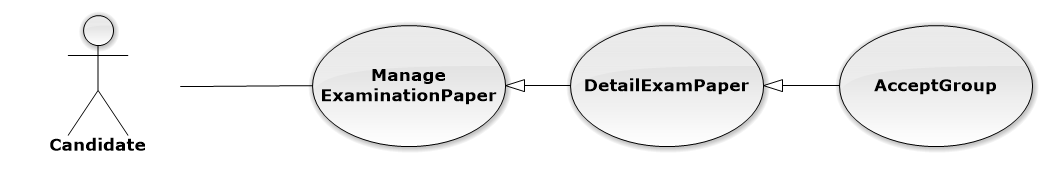 Manage
ExaminationPaper
DetailExamPaper
AcceptGroup
Candidate